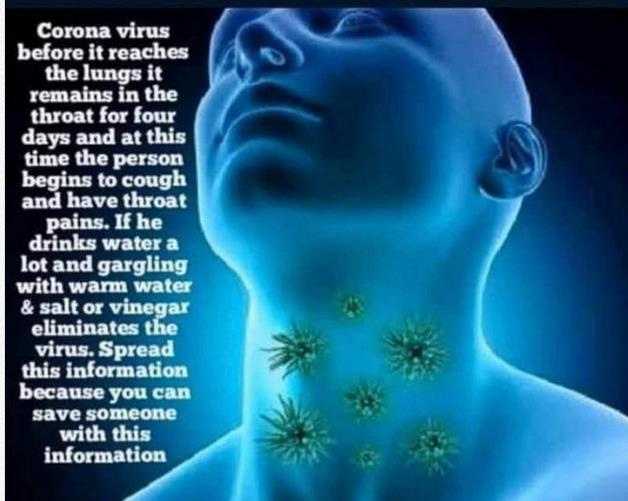 Corona virus
before it reaches
the lungs it
remains in the
throat for four
days and at this
time the person
begins to cough
and have throat
pains. If he
drinks water a
lot and gargling
with warm water
& salt or vinegar
eliminates the
virus. Spread
this information
because you can
save someone
with this
information